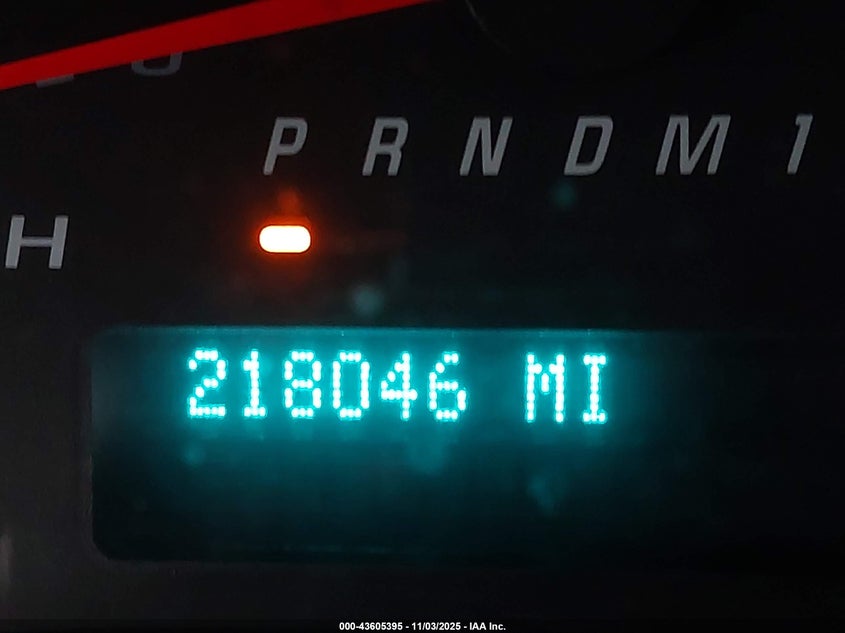 P R N D M 1
H
218046 MI
000-43605395 - 11/03/2025 - IAA Inc.